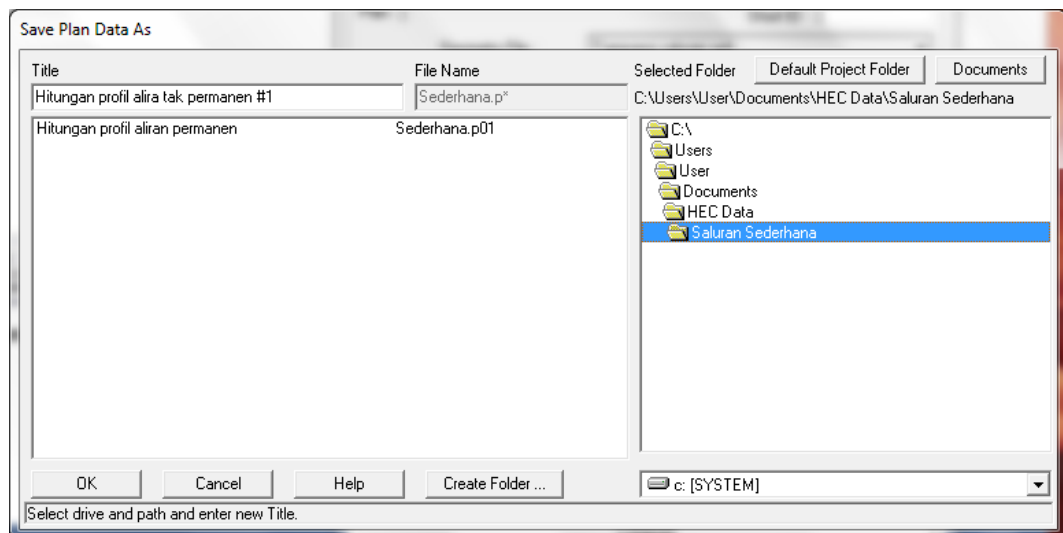 Save Plan Data As
Title
File Name
Selected Folder
Default Project Folder
Documents
Hitungan profil alira tak permanen #1
Sederhana.p*
C:\Users\User\Documents\HEC Data\Saluran Sederhana
Hitungan profil aliran permanen Sederhana.p01
C:\
Users
User
Documents
HEC Data
Saluran Sederhana
OK
Cancel
Help
Create Folder ...
c: [SYSTEM]
Select drive and path and enter new Title.